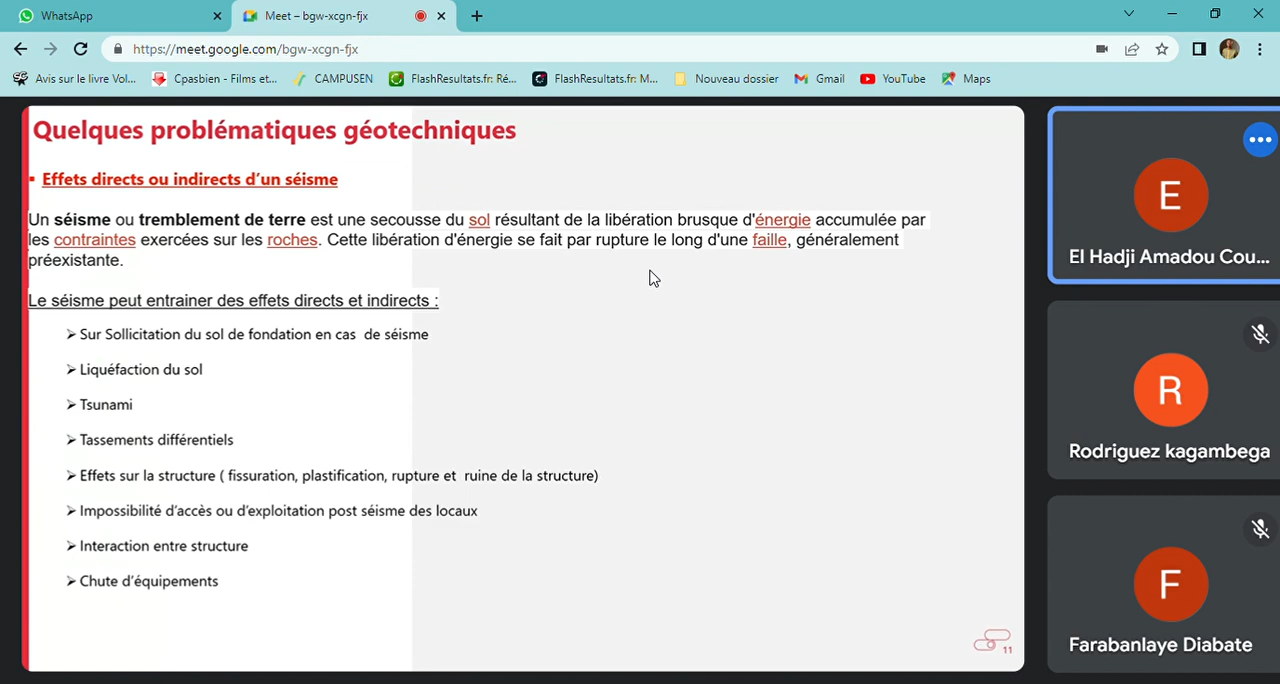 WhatsApp
Meet – bgw-xcgn-fjx
https://meet.google.com/bgw-xcgn-fjx
Avis sur le livre Vol...
Cpasbien - Films et...
CAMPUSEN
FlashResultats.fr: Ré...
FlashResultats.fr: M...
Nouveau dossier
Gmail
YouTube
Maps
Quelques problématiques géotechniques
▪ Effets directs ou indirects d’un séisme
Un séisme ou tremblement de terre est une secousse du sol résultant de la libération brusque d'énergie accumulée par
les contraintes exercées sur les roches. Cette libération d'énergie se fait par rupture le long d'une faille, généralement
préexistante.
Le séisme peut entrainer des effets directs et indirects :
➢ Sur Sollicitation du sol de fondation en cas de séisme
➢ Liquéfaction du sol
➢ Tsunami
➢ Tassements différentiels
➢ Effets sur la structure ( fissuration, plastification, rupture et ruine de la structure)
➢ Impossibilité d’accès ou d’exploitation post séisme des locaux
➢ Interaction entre structure
➢ Chute d’équipements
11
E
El Hadji Amadou Cou...
R
Rodriguez kagambega
F
Farabanlaye Diabate